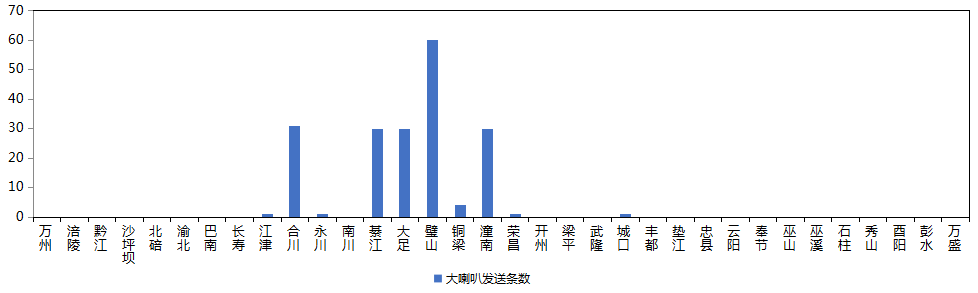 70
60
50
40
30
20
10
0
万州
涪陵
黔江
沙坪坝
北碚
渝北
巴南
长寿
江津
合川
永川
南川
綦江
大足
璧山
铜梁
潼南
荣昌
开州
梁平
武隆
城口
丰都
垫江
忠县
云阳
奉节
巫山
巫溪
石柱
秀山
酉阳
彭水
万盛
大喇叭发送条数